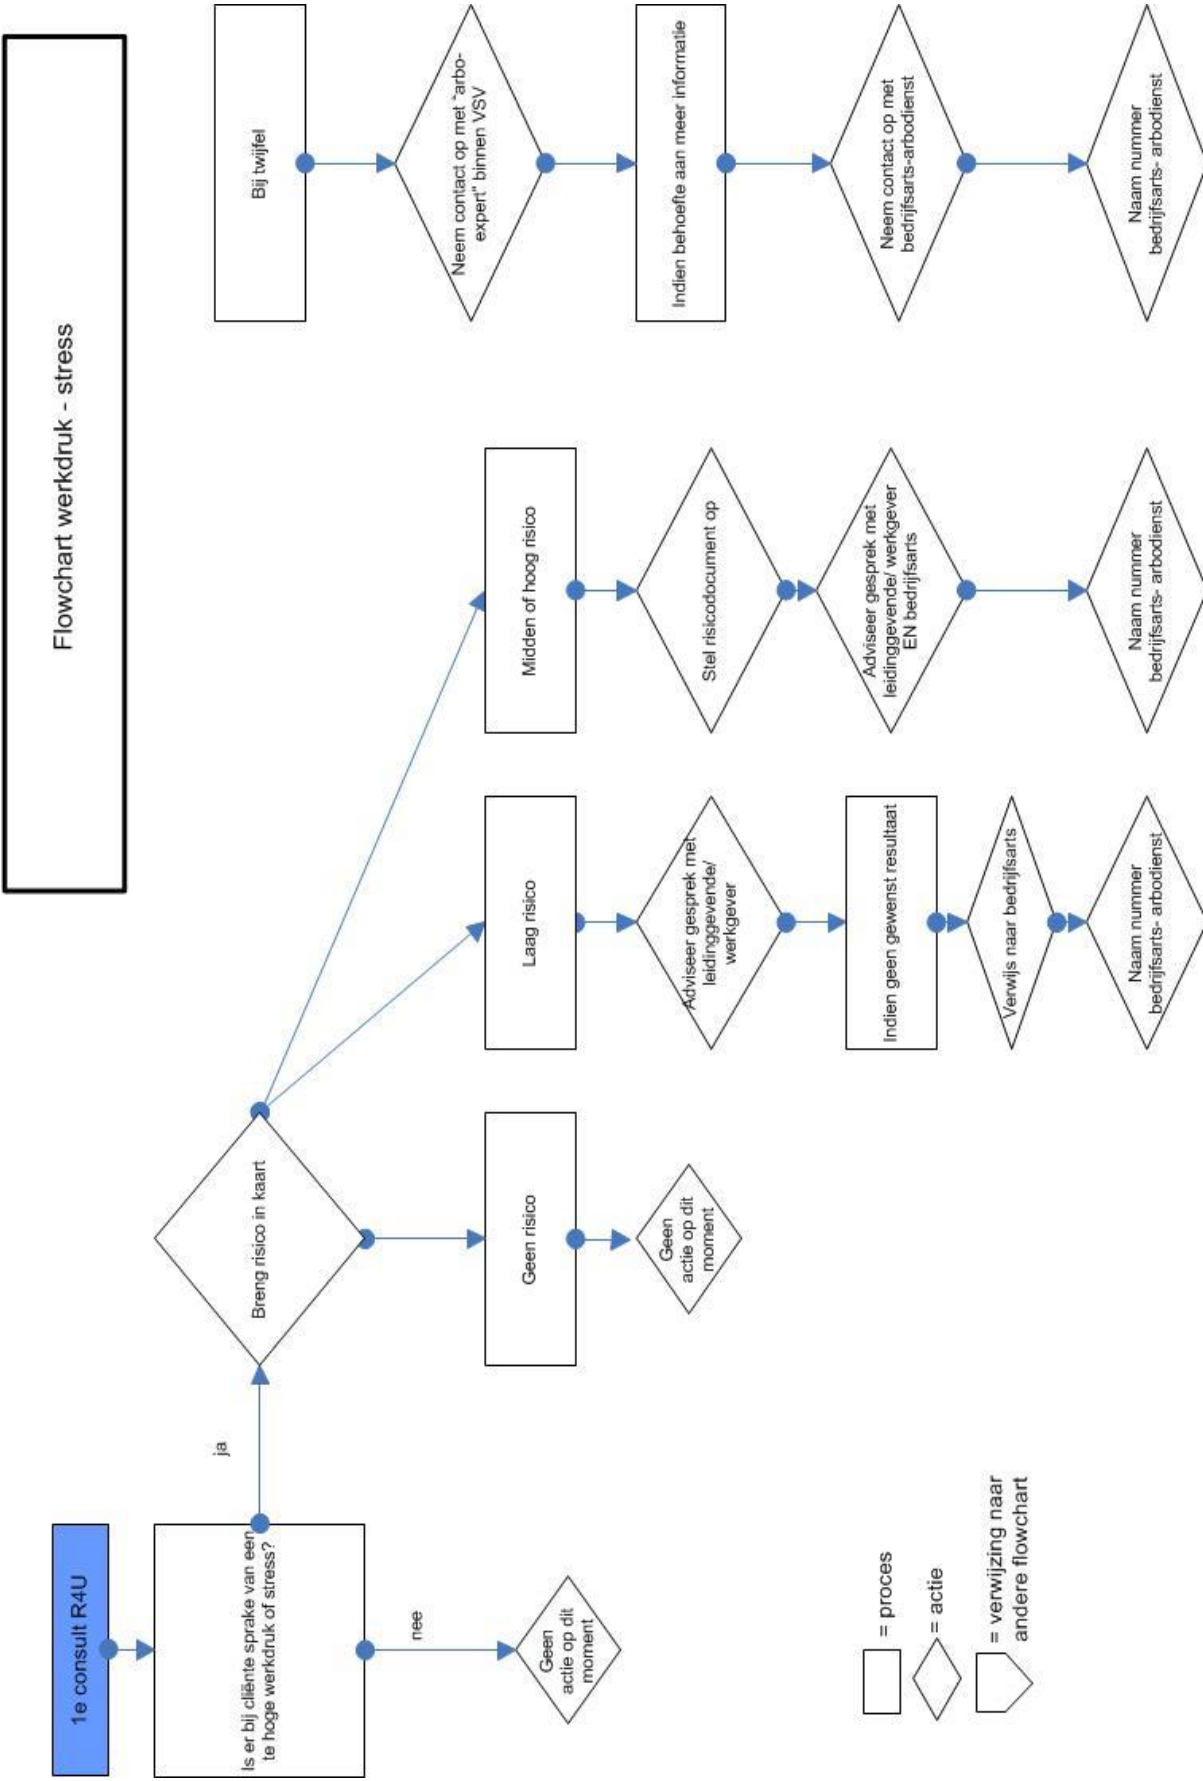 Flowchart werkdruk - stress
1e consult R4U
Is er bij cliënte sprake van een
te hoge werkdruk of stress?
ja
nee
Geen
actie op dit
moment
Breng risico in kaart
Geen risico
Geen
actie op dit
moment
Laag risico
Adviseer gesprek met
leidinggevende/
werkgever
Indien geen gewenst resultaat
Verwijs naar bedrijfsarts
Naam nummer
bedrijfsarts- arbodienst
Midden of hoog risico
Stel risicodocument op
Adviseer gesprek met
leidinggevende/ werkgever
EN bedrijfsarts
Naam nummer
bedrijfsarts- arbodienst
Bij twijfel
Neem contact op met “arbo-
expert” binnen VSV
Indien behoefte aan meer informatie
Neem contact op met
bedrijfsarts-arbodienst
Naam nummer
bedrijfsarts- arbodienst
= proces
= actie
= verwijzing naar
andere flowchart